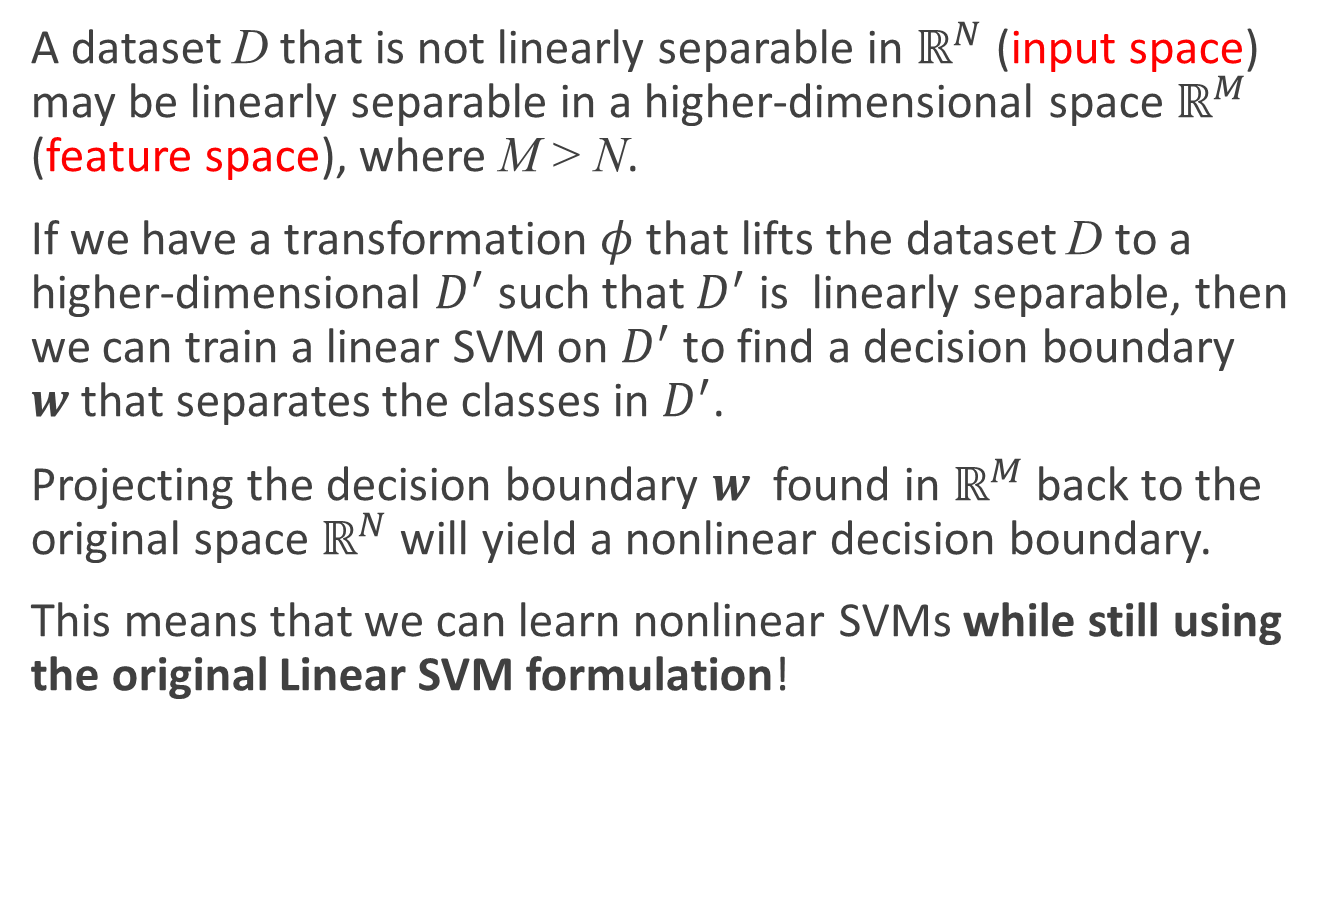 A dataset D that is not linearly separable in ℝᴺ (input space)
may be linearly separable in a higher-dimensional space ℝᴹ
(feature space), where M > N.
If we have a transformation ϕ that lifts the dataset D to a
higher-dimensional D′ such that D′ is linearly separable, then
we can train a linear SVM on D′ to find a decision boundary
w that separates the classes in D′.
Projecting the decision boundary w found in ℝᴹ back to the
original space ℝᴺ will yield a nonlinear decision boundary.
This means that we can learn nonlinear SVMs while still using
the original Linear SVM formulation!